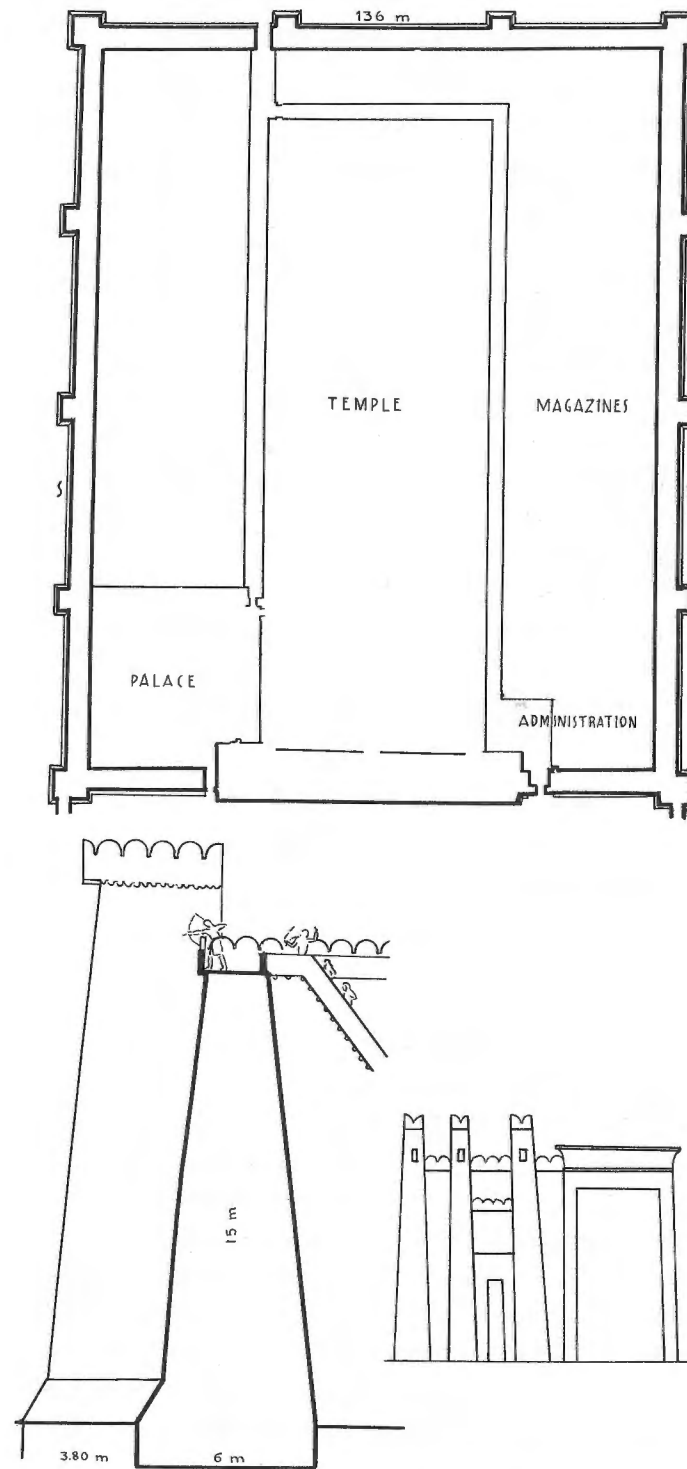 136 m
TEMPLE
MAGAZINES
S
PALACE
ADMINISTRATION
15 m
3.80 m
6 m